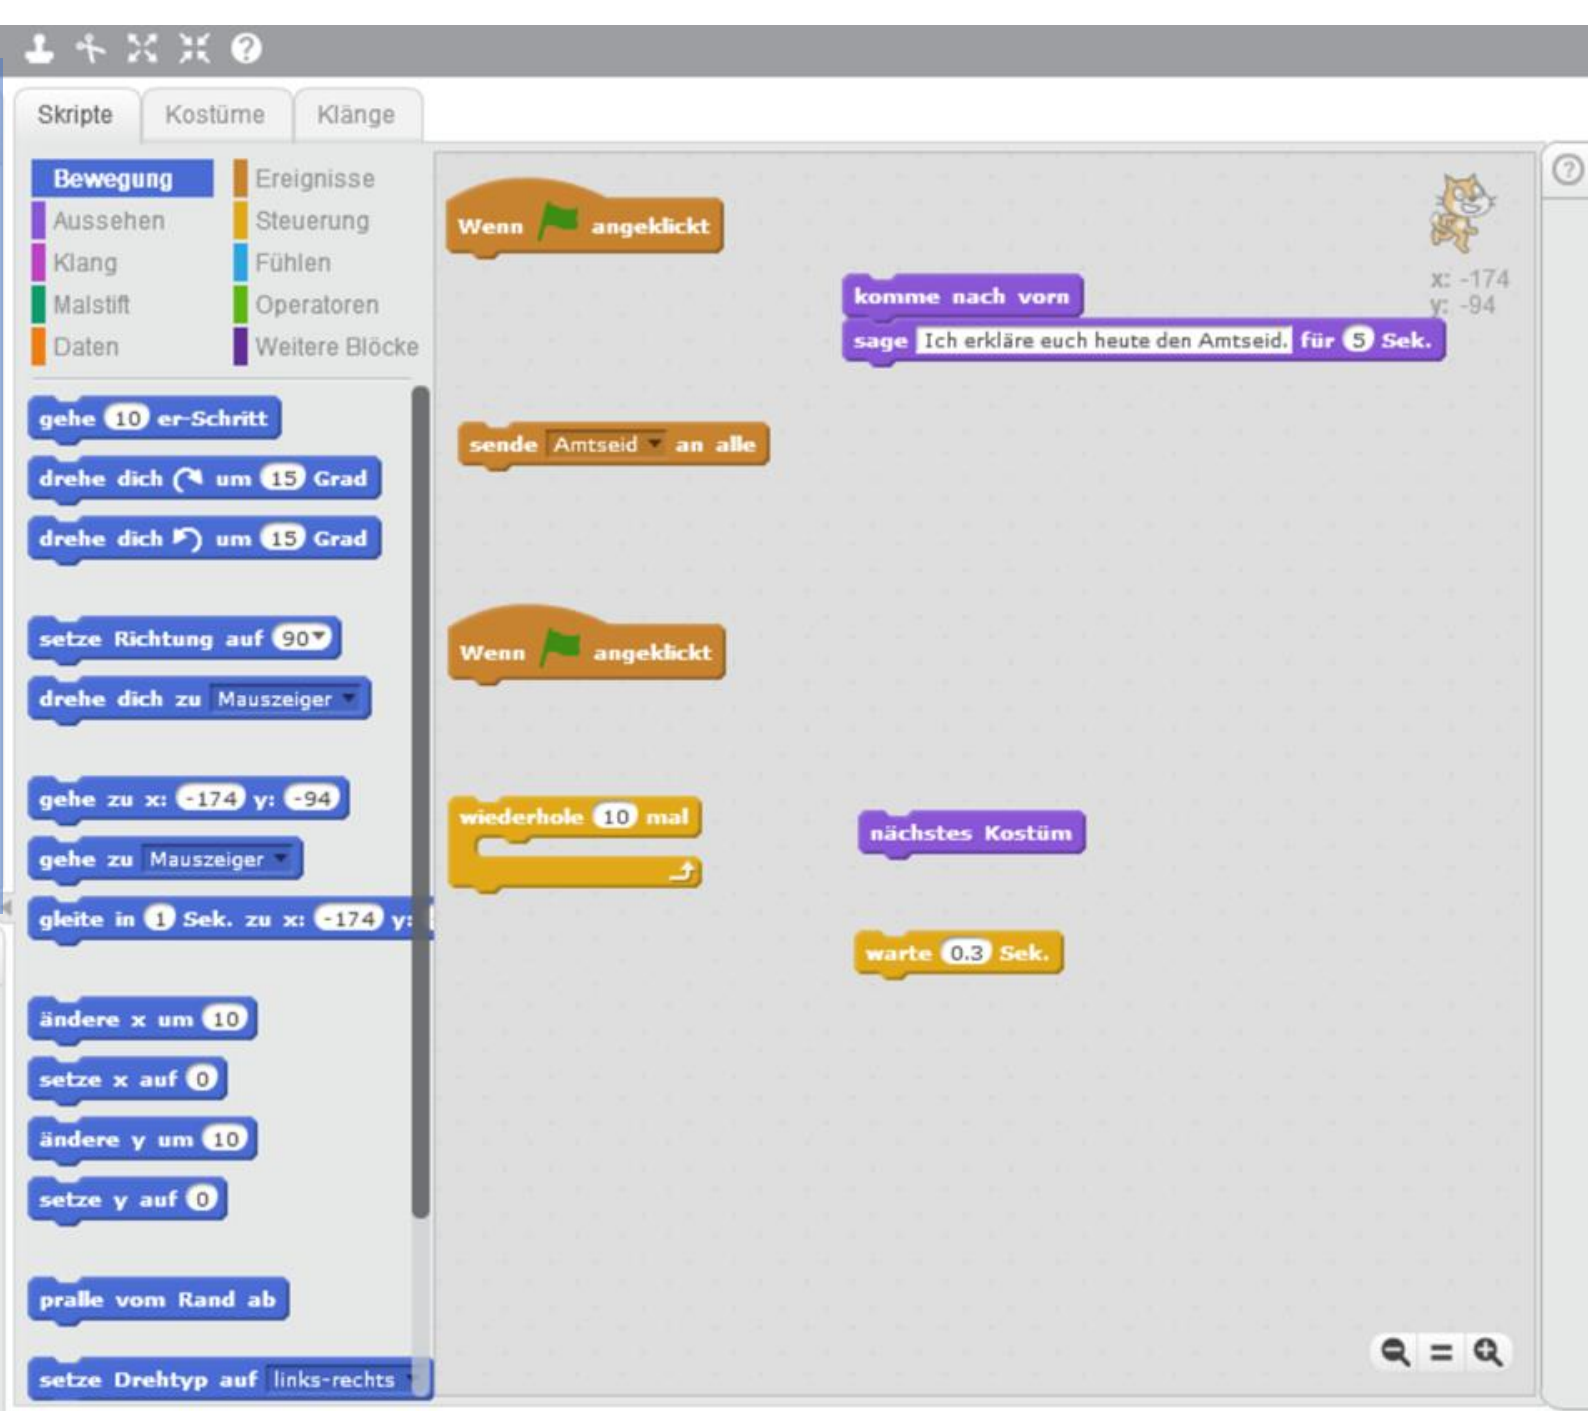 Skripte Kostüme Klänge
Bewegung
Aussehen
Klang
Malstift
Daten
Ereignisse
Steuerung
Fühlen
Operatoren
Weitere Blöcke
gehe 10 er-Schritt
drehe dich um 15 Grad
drehe dich um 15 Grad
setze Richtung auf 90
drehe dich zu Mauszeiger
gehe zu x: -174 y: -94
gehe zu Mauszeiger
gleite in 1 Sek. zu x: -174 y:
ändere x um 10
setze x auf 0
ändere y um 10
setze y auf 0
pralle vom Rand ab
setze Drehtyp auf links-rechts
Wenn angeklickt
komme nach vorn
sage Ich erkläre euch heute den Amtseid. für 5 Sek.
sende Amtseid an alle
Wenn angeklickt
wiederhole 10 mal
nächstes Kostüm
warte 0.3 Sek.
x: -174
y: -94